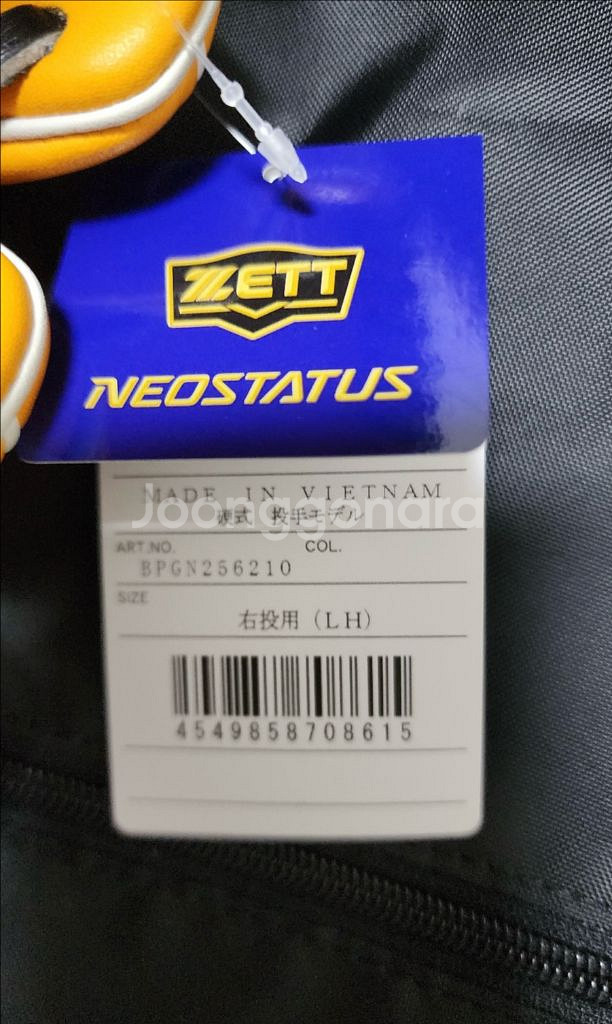 ZETT
NEOSTATUS
MADE IN VIETNAM
硬式 投手モデル
Joonggonara
ART.NO. COL.
BPGN256210
SIZE
右投用(LH)
4549858708615